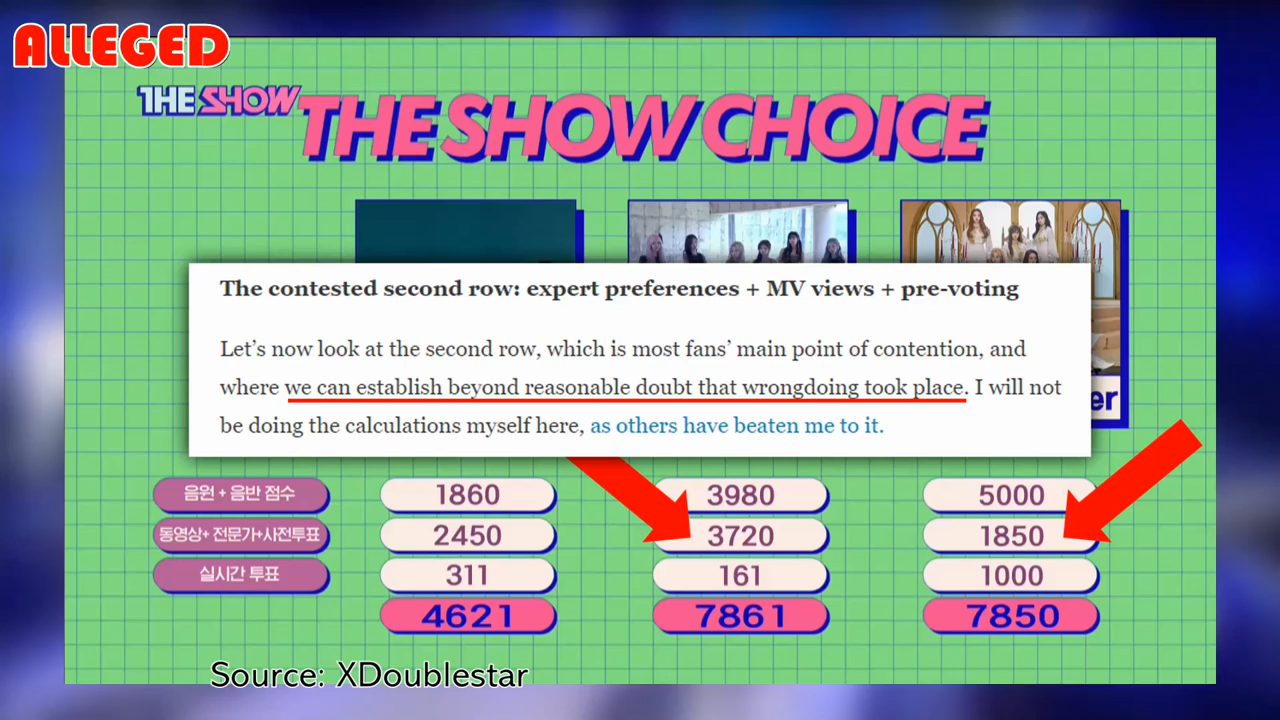 ALLEGED
THE SHOW
THE SHOW CHOICE
The contested second row: expert preferences + MV views + pre-voting
Let's now look at the second row, which is most fans' main point of contention, and
where we can establish beyond reasonable doubt that wrongdoing took place. I will not
be doing the calculations myself here, as others have beaten me to it.
er
음원 + 음반 점수 1860 3980 5000
동영상+ 전문가+사전투표 2450 3720 1850
실시간 투표 311 161 1000
4621 7861 7850
Source: XDoublestar